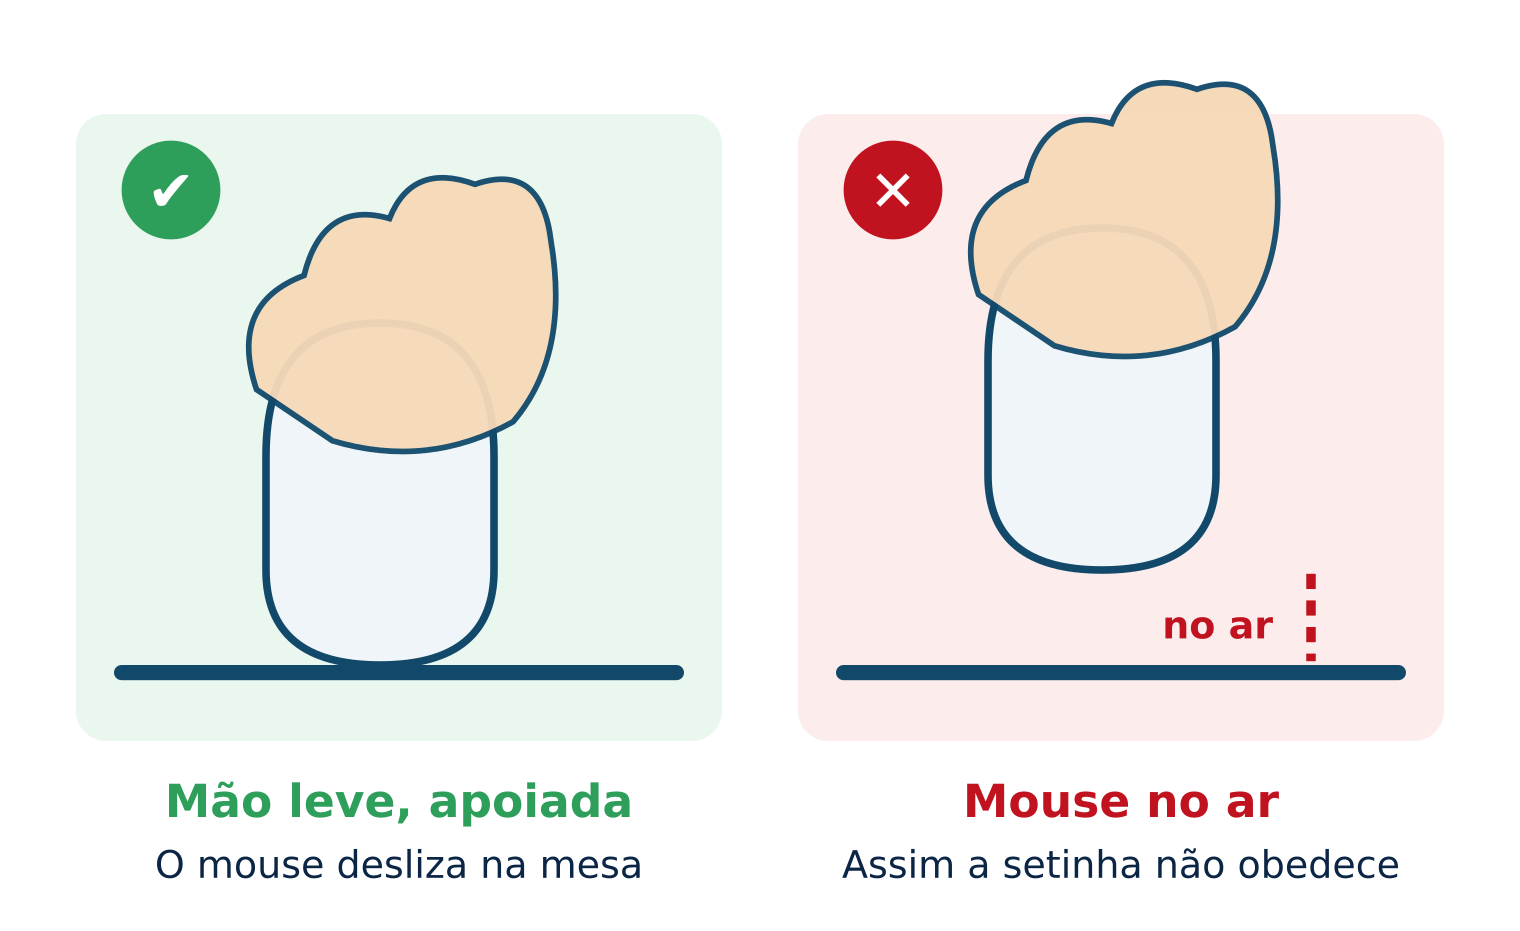 ✔
✕
no ar
Mão leve, apoiada
O mouse desliza na mesa
Mouse no ar
Assim a setinha não obedece